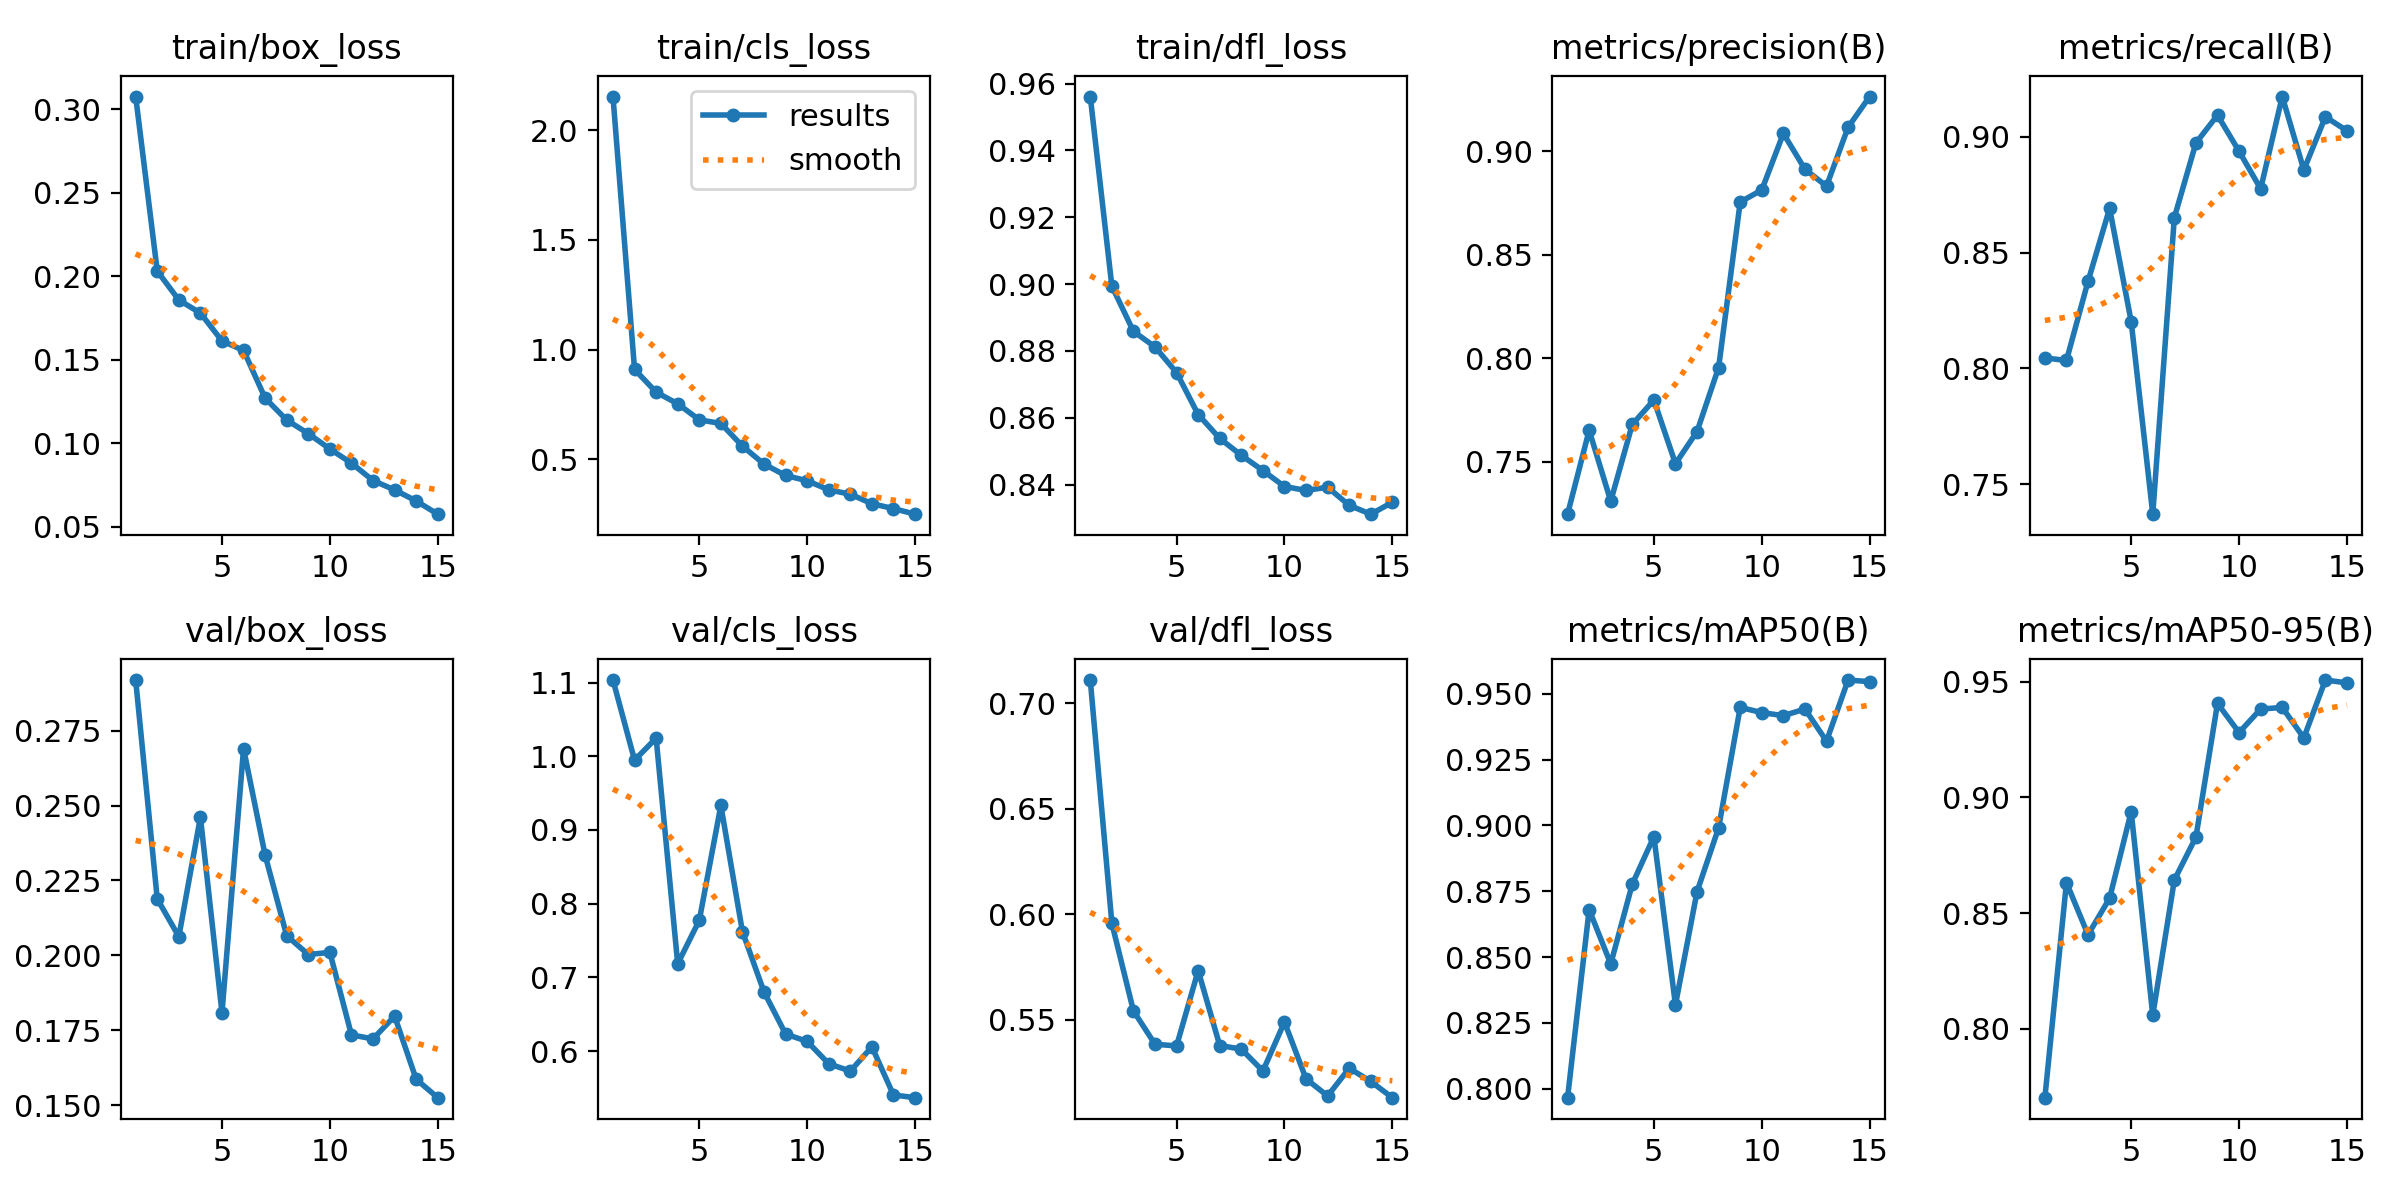 train/box_loss
0.30
0.25
0.20
0.15
0.10
0.05
5 10 15
train/cls_loss
results
smooth
2.0
1.5
1.0
0.5
5 10 15
train/dfl_loss
0.96
0.94
0.92
0.90
0.88
0.86
0.84
5 10 15
metrics/precision(B)
0.90
0.85
0.80
0.75
5 10 15
metrics/recall(B)
0.90
0.85
0.80
0.75
5 10 15
val/box_loss
0.275
0.250
0.225
0.200
0.175
0.150
5 10 15
val/cls_loss
1.1
1.0
0.9
0.8
0.7
0.6
5 10 15
val/dfl_loss
0.70
0.65
0.60
0.55
5 10 15
metrics/mAP50(B)
0.950
0.925
0.900
0.875
0.850
0.825
0.800
5 10 15
metrics/mAP50-95(B)
0.95
0.90
0.85
0.80
5 10 15